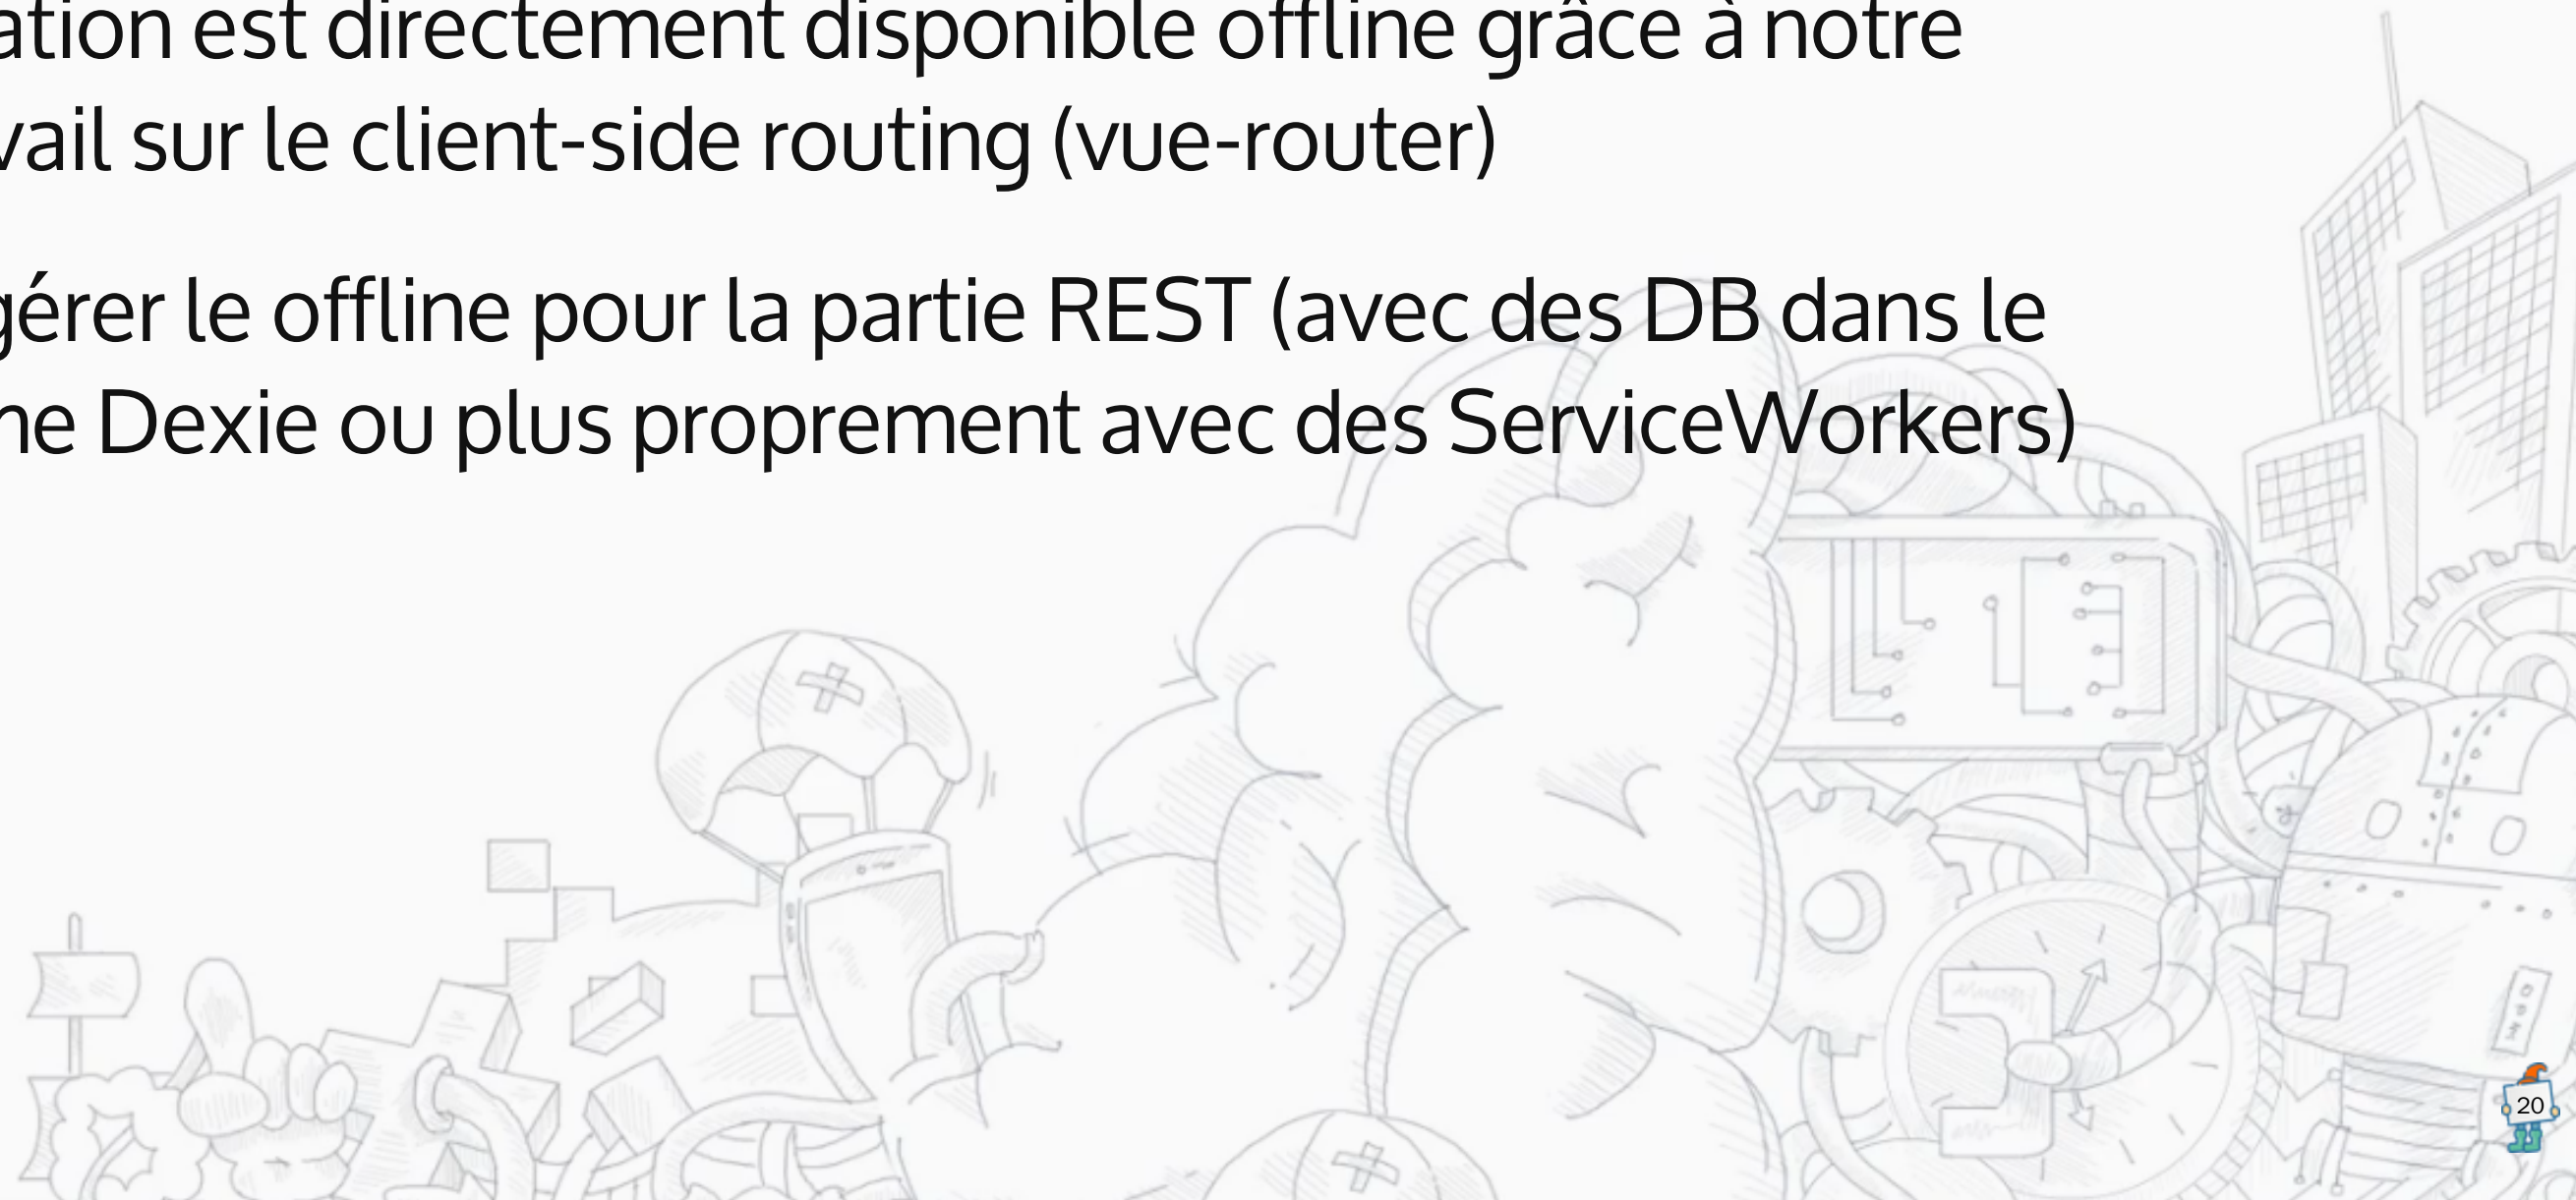 ation est directement disponible offline grâce à notre
vail sur le client-side routing (vue-router)
gérer le offline pour la partie REST (avec des DB dans le
ne Dexie ou plus proprement avec des ServiceWorkers)
20